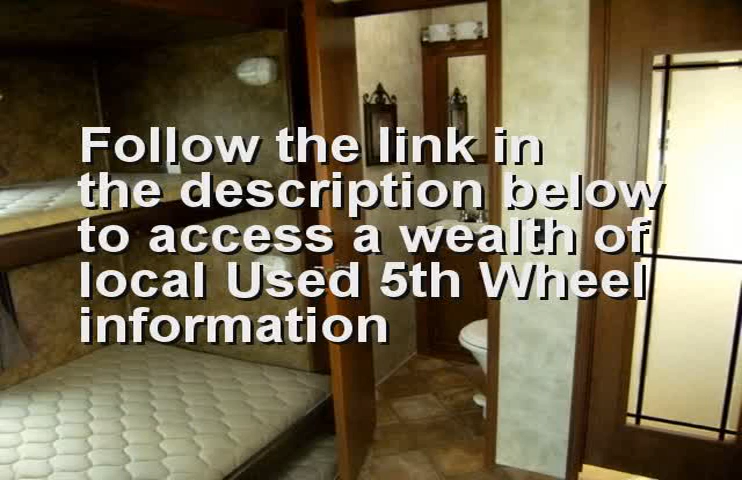 Follow the link in
the description below
to access a wealth of
local Used 5th Wheel
information